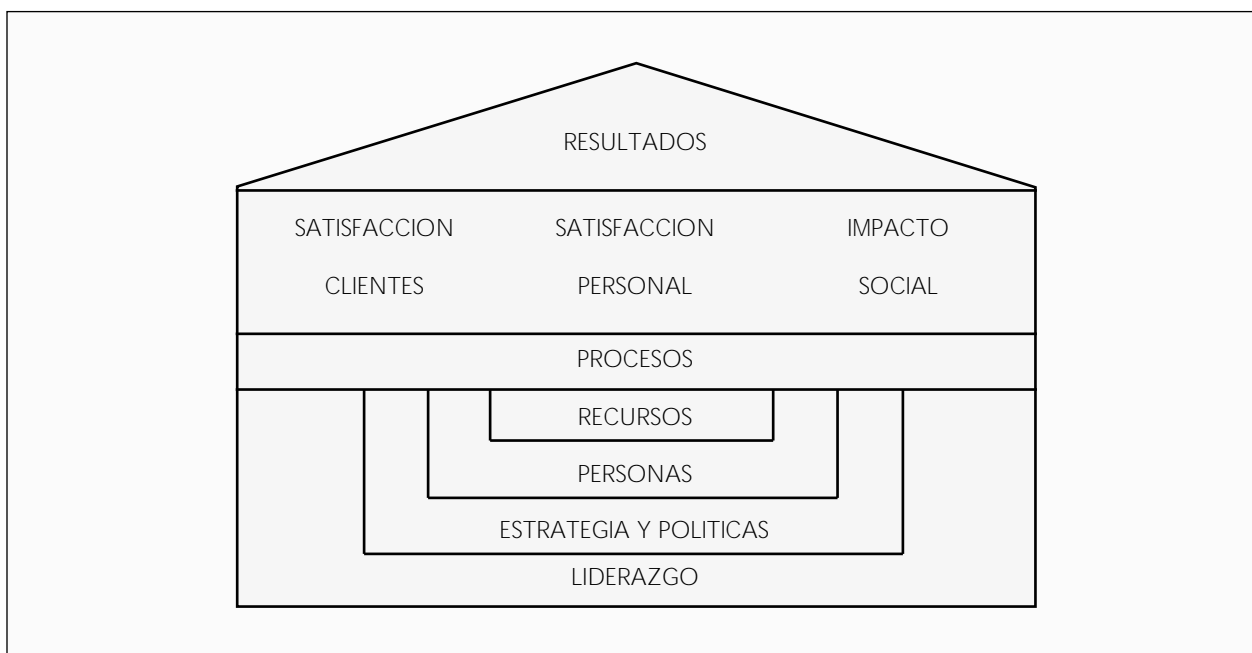 RESULTADOS
SATISFACCION SATISFACCION IMPACTO
CLIENTES PERSONAL SOCIAL
PROCESOS
RECURSOS
PERSONAS
ESTRATEGIA Y POLITICAS
LIDERAZGO